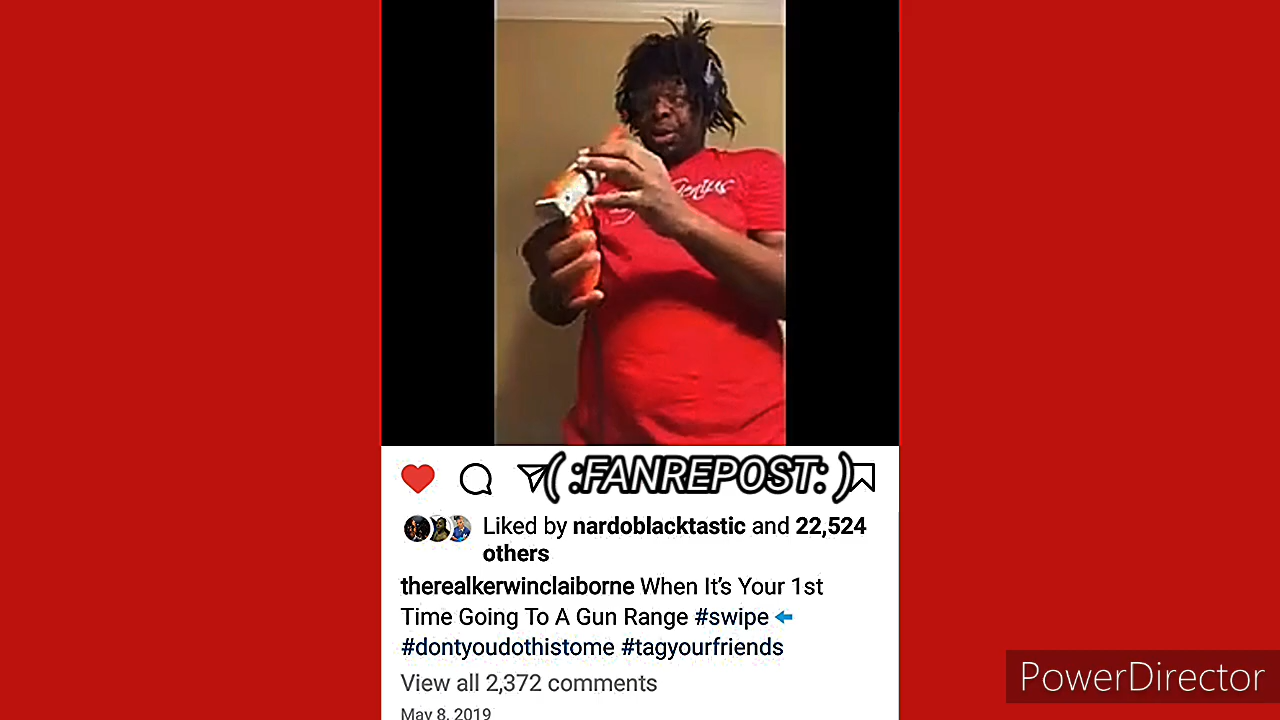 Genius
( :FANREPOST: )
Liked by nardoblacktastic and 22,524
others
therealkerwinclaiborne When It's Your 1st
Time Going To A Gun Range #swipe
#dontyoudothistome #tagyourfriends
View all 2,372 comments
May 8, 2019
PowerDirector